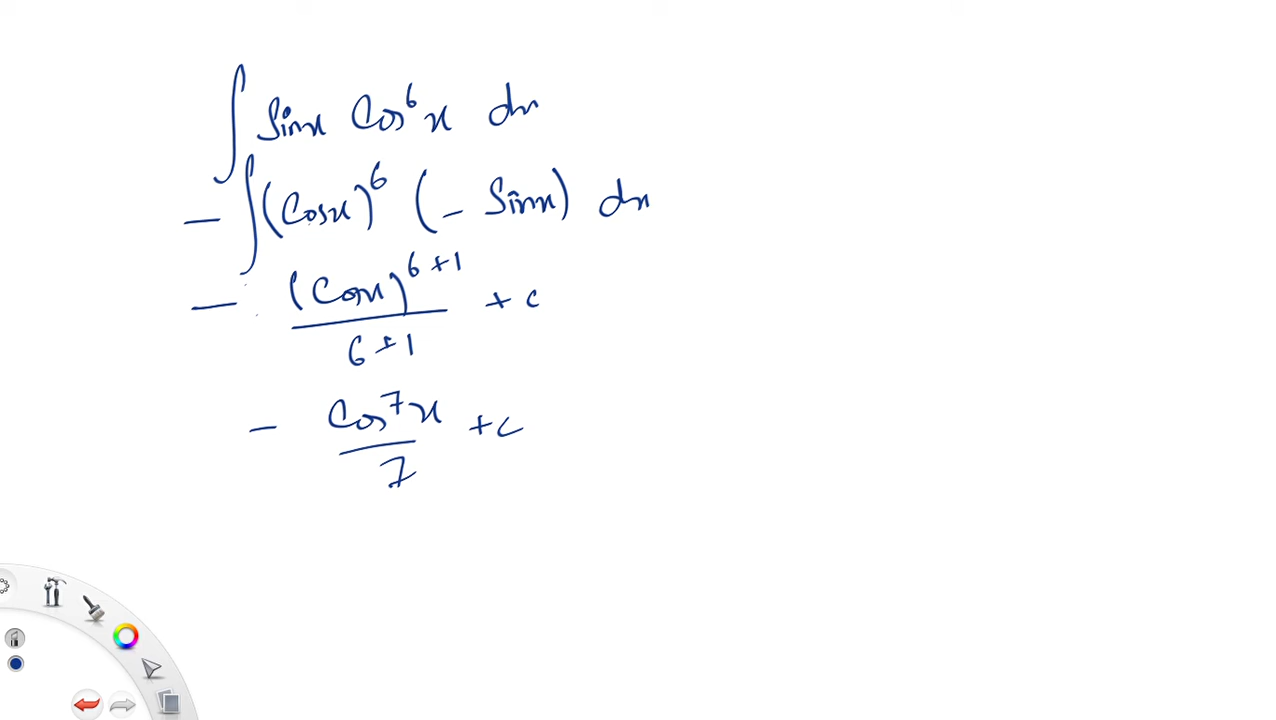 ∫ Sinx Cos⁶x dx
− ∫ (Cosx)⁶ (− Sinx) dx
− (Cosx)⁶⁺¹ / 6+1 + c
− Cos⁷x / 7 + c